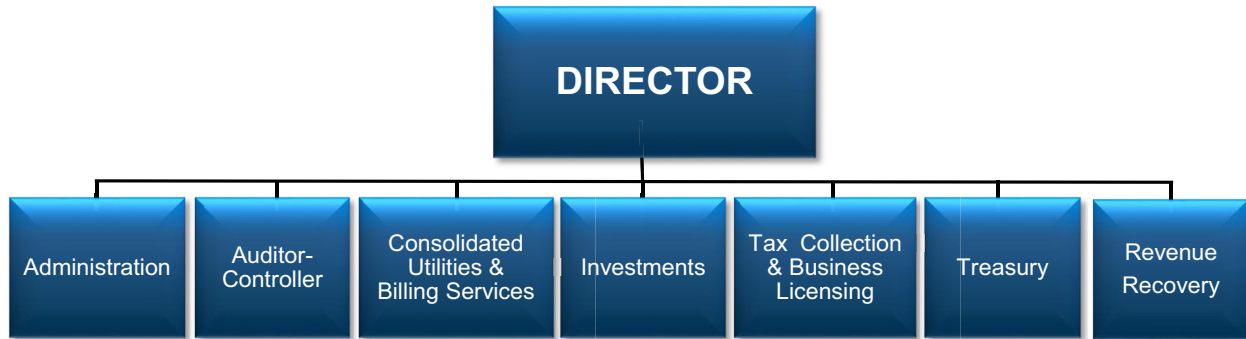 DIRECTOR
Administration
Auditor-
Controller
Consolidated
Utilities &
Billing Services
Investments
Tax Collection
& Business
Licensing
Treasury
Revenue
Recovery